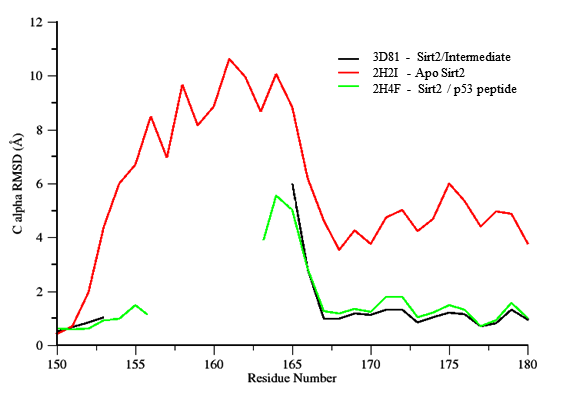 12
10
8
6
4
2
0
C alpha RMSD (Å)
3D81 - Sirt2/Intermediate
2H2I - Apo Sirt2
2H4F - Sirt2 / p53 peptide
150 155 160 165 170 175 180
Residue Number